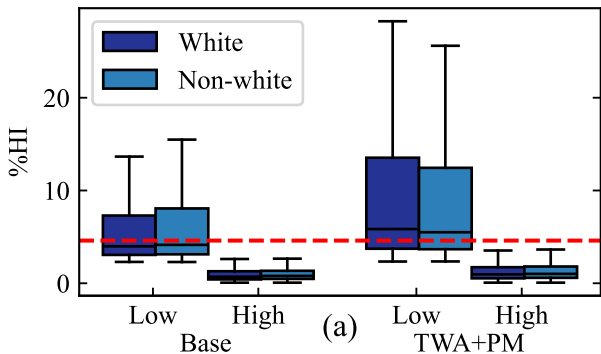 White
Non-white
%HI
20
10
0
Low High Low High
Base (a) TWA+PM